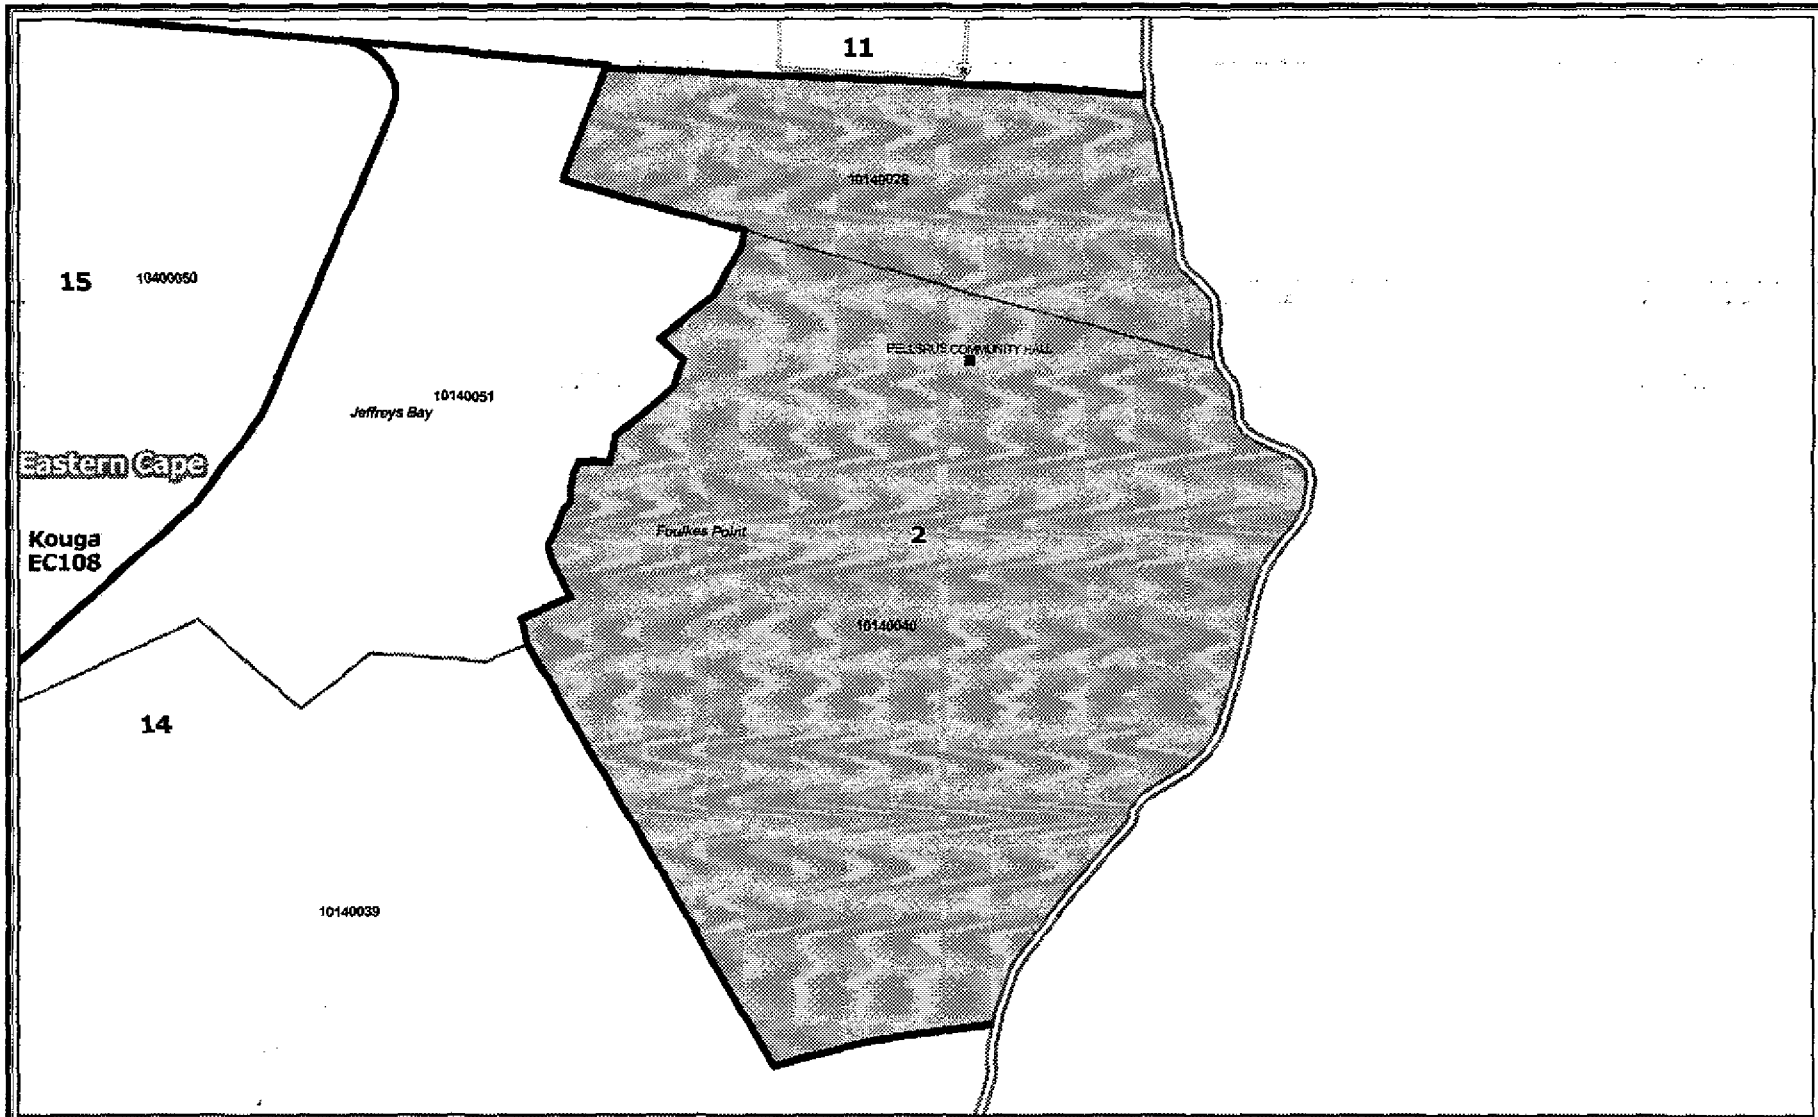 11
10140028
15
10400050
PELLSRUS COMMUNITY HALL
10140051
Jeffreys Bay
Eastern Cape
Foulkes Point
2
Kouga
EC108
10140040
14
10140039